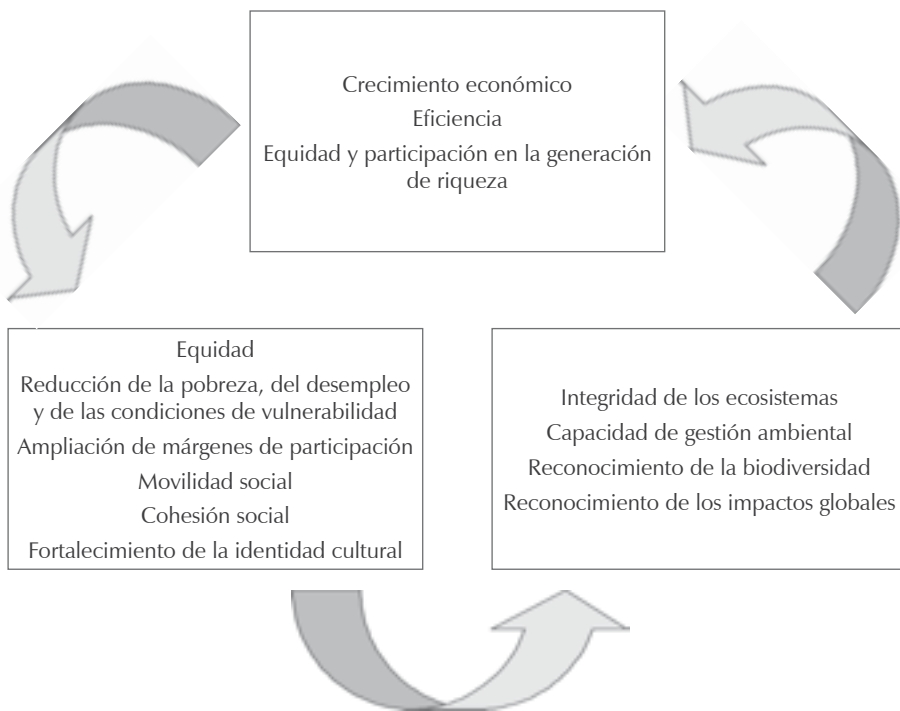 Crecimiento económico
Eficiencia
Equidad y participación en la generación
de riqueza
Equidad
Reducción de la pobreza, del desempleo
y de las condiciones de vulnerabilidad
Ampliación de márgenes de participación
Movilidad social
Cohesión social
Fortalecimiento de la identidad cultural
Integridad de los ecosistemas
Capacidad de gestión ambiental
Reconocimiento de la biodiversidad
Reconocimiento de los impactos globales